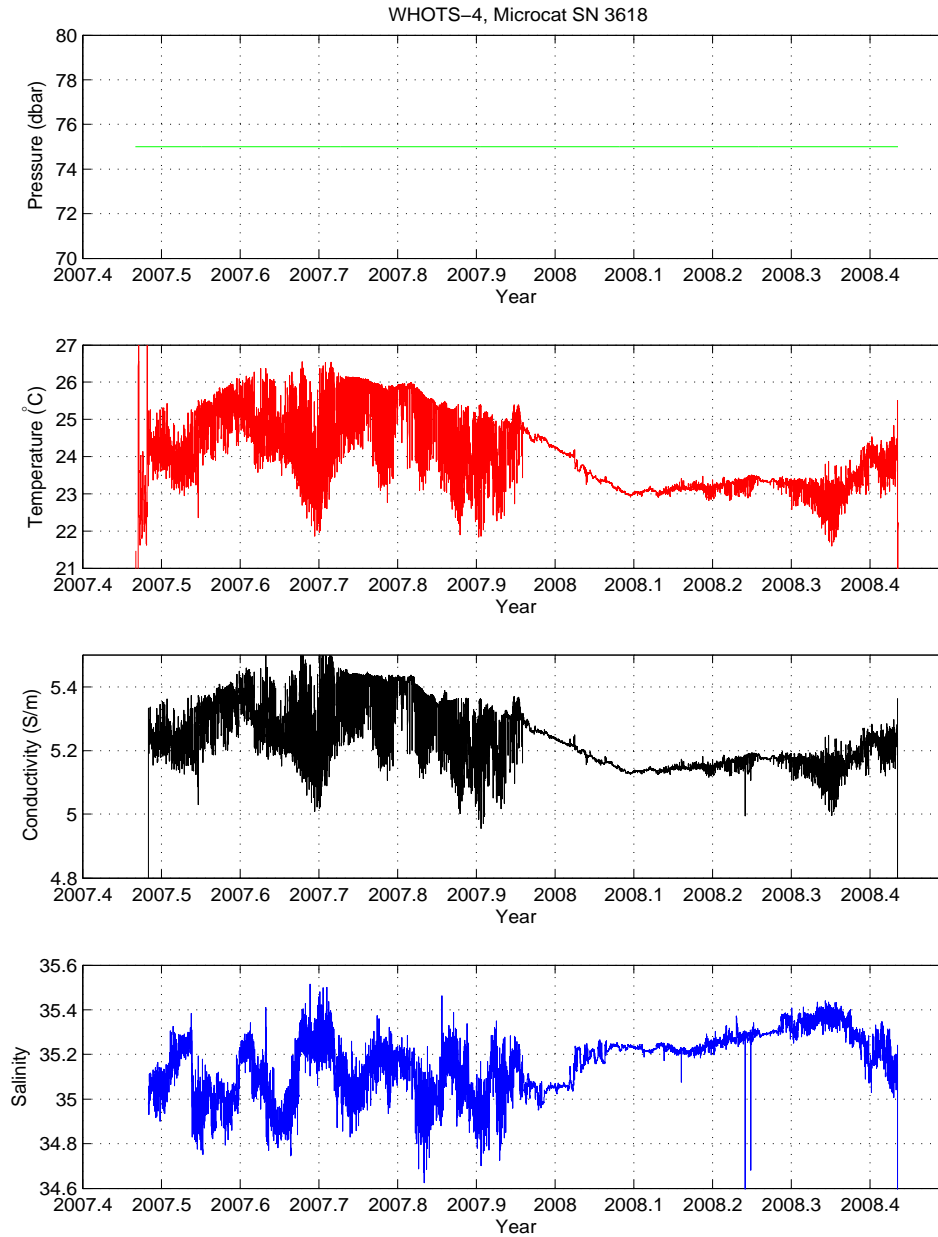 WHOTS−4, Microcat SN 3618
80
78
76
74
72
70
Pressure (dbar)
2007.4 2007.5 2007.6 2007.7 2007.8 2007.9 2008 2008.1 2008.2 2008.3 2008.4
Year
27
26
25
24
23
22
21
Temperature (°C)
2007.4 2007.5 2007.6 2007.7 2007.8 2007.9 2008 2008.1 2008.2 2008.3 2008.4
Year
5.4
5.2
5
4.8
Conductivity (S/m)
2007.4 2007.5 2007.6 2007.7 2007.8 2007.9 2008 2008.1 2008.2 2008.3 2008.4
Year
35.6
35.4
35.2
35
34.8
34.6
Salinity
2007.4 2007.5 2007.6 2007.7 2007.8 2007.9 2008 2008.1 2008.2 2008.3 2008.4
Year